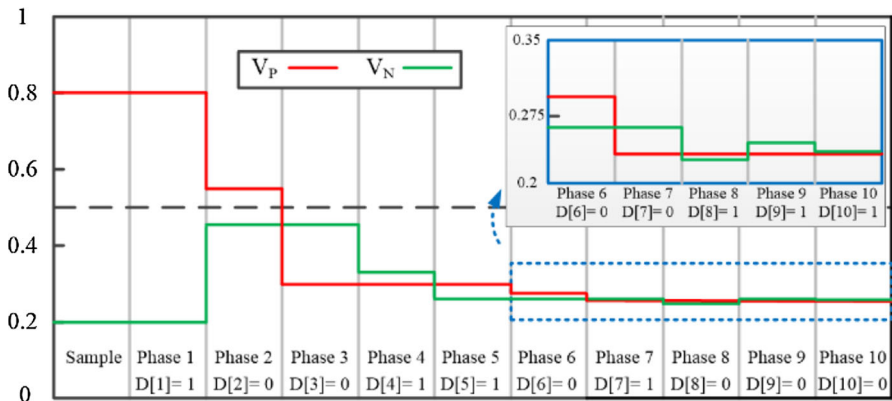 1
0.8
0.6
0.4
0.2
0
V_P
V_N
0.35
0.275
0.2
Phase 6 Phase 7 Phase 8 Phase 9 Phase 10
D[6]= 0 D[7]= 0 D[8]= 1 D[9]= 1 D[10]= 1
Sample Phase 1 Phase 2 Phase 3 Phase 4 Phase 5 Phase 6 Phase 7 Phase 8 Phase 9 Phase 10
D[1]= 1 D[2]= 0 D[3]= 0 D[4]= 1 D[5]= 1 D[6]= 0 D[7]= 1 D[8]= 0 D[9]= 0 D[10]= 0